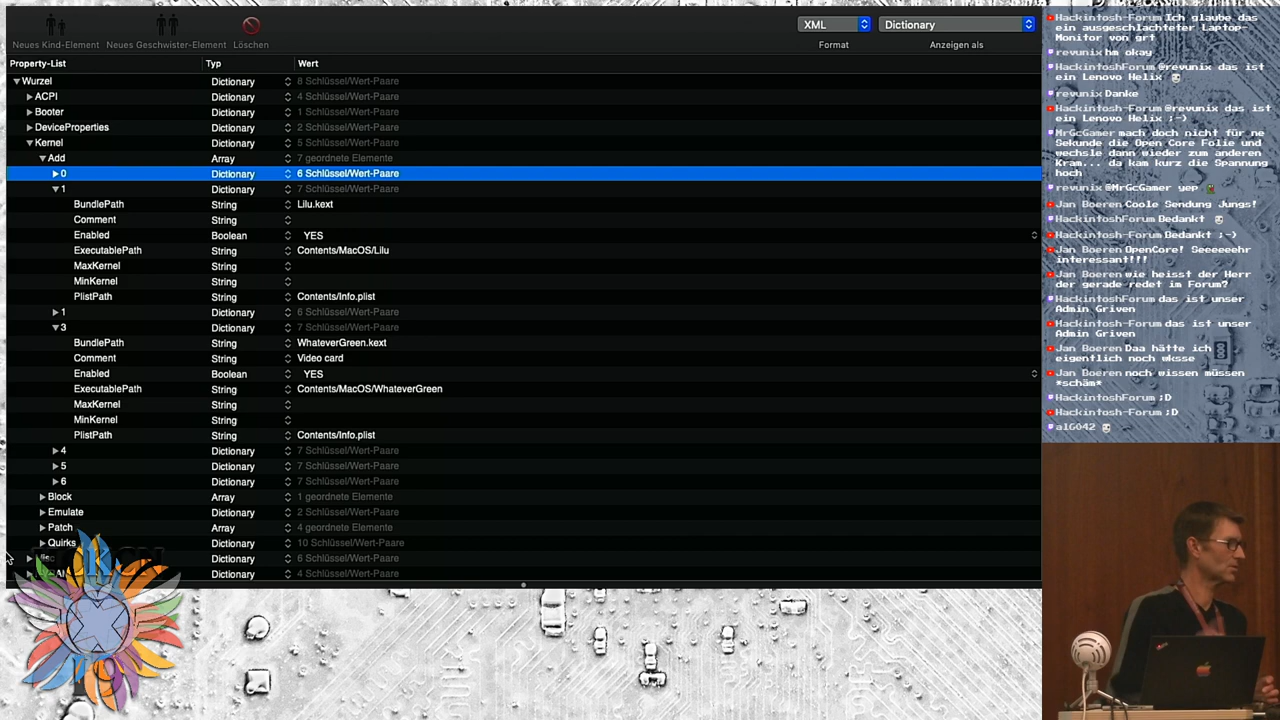 Neues Kind-Element Neues Geschwister-Element Löschen
XML Dictionary
Format Anzeigen als
Property-List Typ Wert
Wurzel Dictionary 8 Schlüssel/Wert-Paare
ACPI Dictionary 4 Schlüssel/Wert-Paare
Booter Dictionary 1 Schlüssel/Wert-Paare
DeviceProperties Dictionary 2 Schlüssel/Wert-Paare
Kernel Dictionary 5 Schlüssel/Wert-Paare
Add Array 7 geordnete Elemente
0 Dictionary 6 Schlüssel/Wert-Paare
1 Dictionary 7 Schlüssel/Wert-Paare
BundlePath String Lilu.kext
Comment String
Enabled Boolean YES
ExecutablePath String Contents/MacOS/Lilu
MaxKernel String
MinKernel String
PlistPath String Contents/Info.plist
1 Dictionary 6 Schlüssel/Wert-Paare
3 Dictionary 7 Schlüssel/Wert-Paare
BundlePath String WhateverGreen.kext
Comment String Video card
Enabled Boolean YES
ExecutablePath String Contents/MacOS/WhateverGreen
MaxKernel String
MinKernel String
PlistPath String Contents/Info.plist
4 Dictionary 7 Schlüssel/Wert-Paare
5 Dictionary 7 Schlüssel/Wert-Paare
6 Dictionary 7 Schlüssel/Wert-Paare
Block Array 1 geordnete Elemente
Emulate Dictionary 2 Schlüssel/Wert-Paare
Patch Array 4 geordnete Elemente
Quirks Dictionary 10 Schlüssel/Wert-Paare
Dictionary 6 Schlüssel/Wert-Paare
Dictionary 4 Schlüssel/Wert-Paare
Hackintosh-Forum Ich glaube das
ein ausgeschlachteter Laptop-
Monitor von grt
revunix hm okay
HackintoshForum @revunix das ist
ein Lenovo Helix
revunix Danke
Hackintosh-Forum @revunix das ist
ein Lenovo Helix ;-)
MrGcGamer mach doch nicht für ne
Sekunde die Open Core Folie und
wechsle dann wieder zum anderen
Kram... da kam kurz die Spannung
hoch
revunix @MrGcGamer yep
Jan Boeren Coole Sendung Jungs!
HackintoshForum Bedankt
Hackintosh-Forum Bedankt ;-)
Jan Boeren OpenCore! Seeeeeehr
interessant!!!
Jan Boeren wie heisst der Herr
der gerade redet im Forum?
HackintoshForum das ist unser
Admin Griven
Hackintosh-Forum das ist unser
Admin Griven
Jan Boeren Daa hätte ich
eigentlich noch wksse
Jan Boeren noch wissen müssen
*schäm*
HackintoshForum ;D
Hackintosh-Forum ;D
al6042